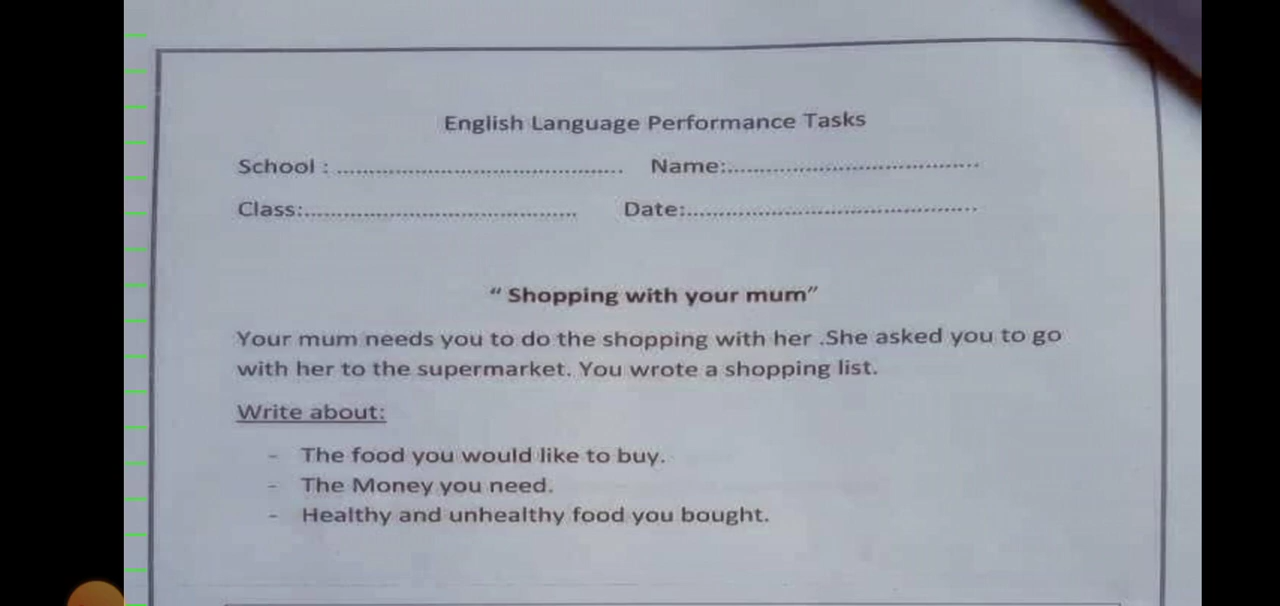 English Language Performance Tasks
School : ............................................. Name:.......................................
Class:........................................... Date:.............................................
“ Shopping with your mum”
Your mum needs you to do the shopping with her .She asked you to go
with her to the supermarket. You wrote a shopping list.
Write about:
- The food you would like to buy.
- The Money you need.
- Healthy and unhealthy food you bought.